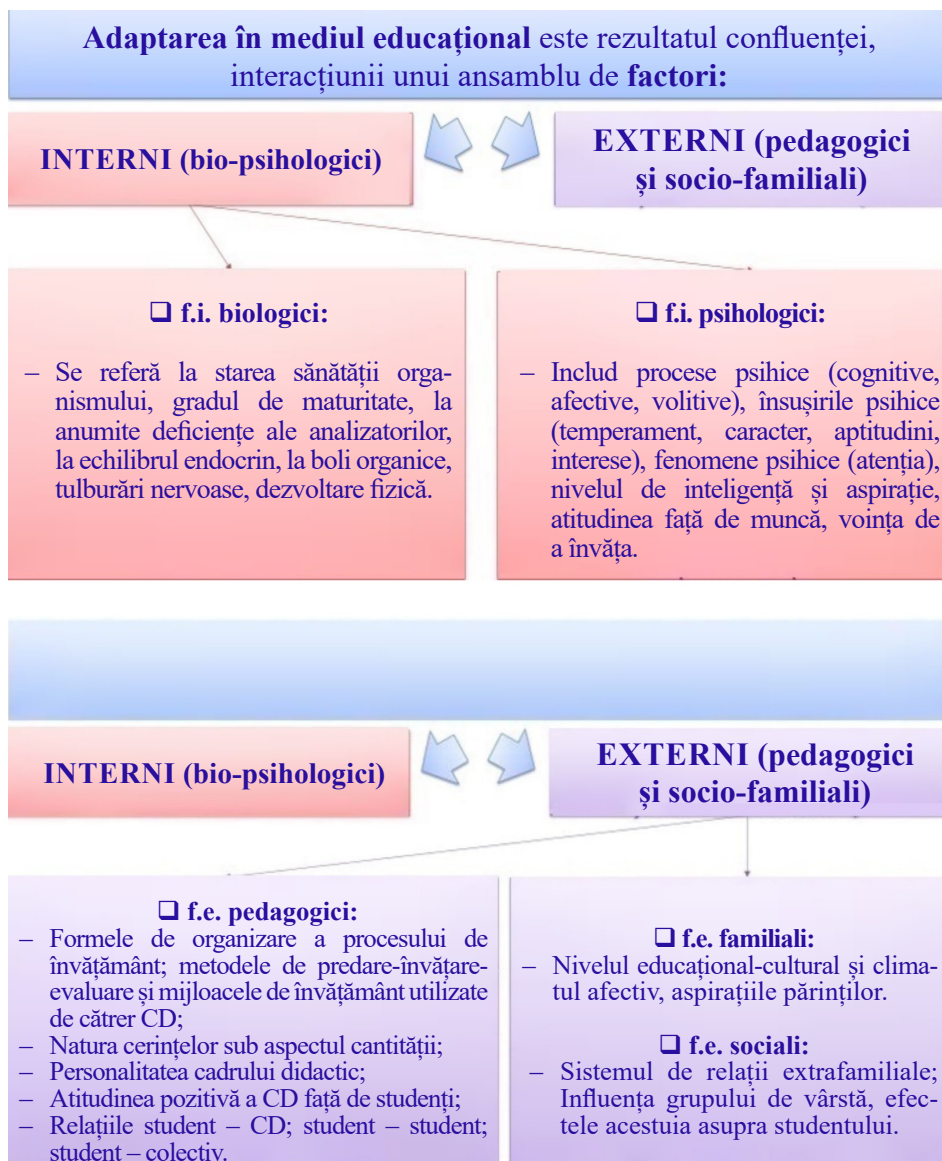 Adaptarea în mediul educațional este rezultatul confluenței,
interacțiunii unui ansamblu de factori:
INTERNI (bio-psihologici)
EXTERNI (pedagogici
și socio-familiali)
❑ f.i. biologici:
– Se referă la starea sănătății orga-
nismului, gradul de maturitate, la
anumite deficiențe ale analizatorilor,
la echilibrul endocrin, la boli organice,
tulburări nervoase, dezvoltare fizică.
❑ f.i. psihologici:
– Includ procese psihice (cognitive,
afective, volitive), însușirile psihice
(temperament, caracter, aptitudini,
interese), fenomene psihice (atenția),
nivelul de inteligență și aspirație,
atitudinea față de muncă, voința de
a învăța.
INTERNI (bio-psihologici)
EXTERNI (pedagogici
și socio-familiali)
❑ f.e. pedagogici:
– Formele de organizare a procesului de
învățământ; metodele de predare-învățare-
evaluare și mijloacele de învățământ utilizate
de cătrer CD;
– Natura cerințelor sub aspectul cantității;
– Personalitatea cadrului didactic;
– Atitudinea pozitivă a CD față de studenți;
– Relațiile student – CD; student – student;
student – colectiv.
❑ f.e. familiali:
– Nivelul educațional-cultural și clima-
tul afectiv, aspirațiile părinților.
❑ f.e. sociali:
– Sistemul de relații extrafamiliale;
Influența grupului de vârstă, efec-
tele acestuia asupra studentului.